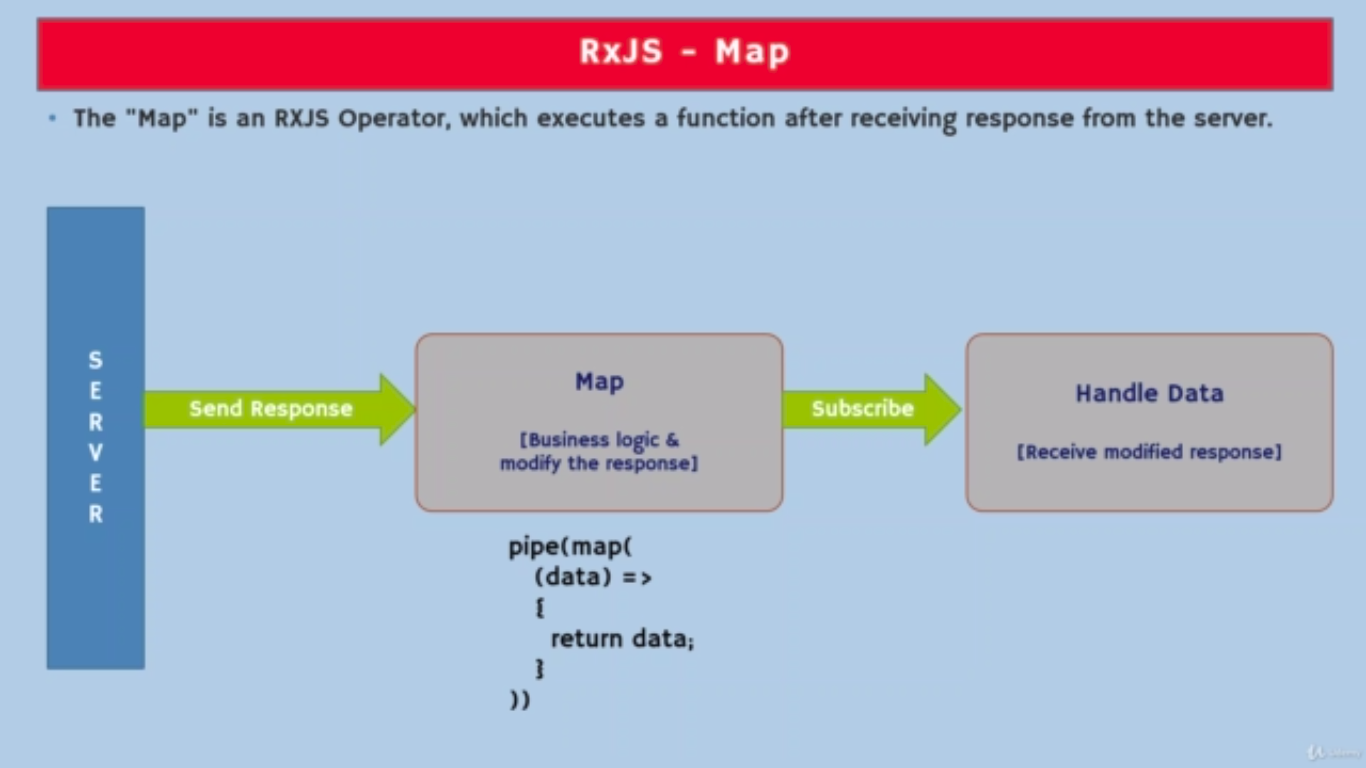 RxJS - Map
• The "Map" is an RXJS Operator, which executes a function after receiving response from the server.
S
E
R
V
E
R
Send Response
Map
[Business logic &
modify the response]
Subscribe
Handle Data
[Receive modified response]
pipe(map(
(data) =>
{
return data;
}
))